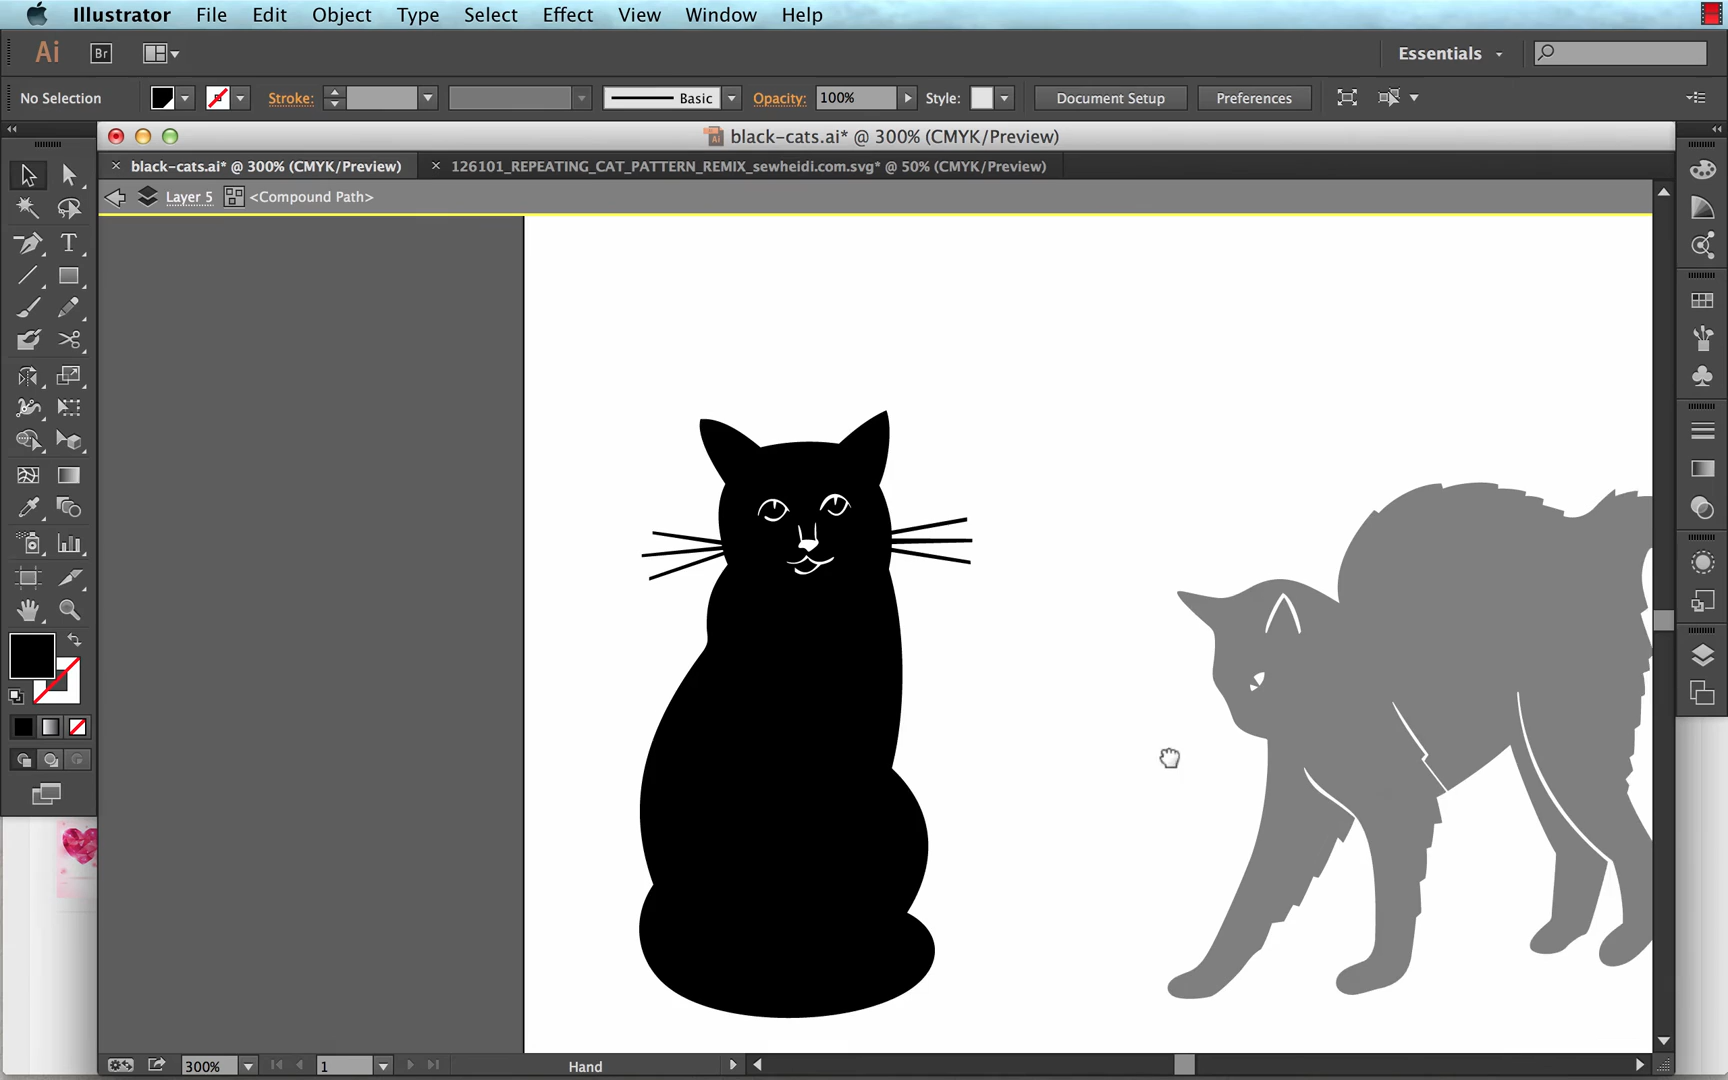 Illustrator File Edit Object Type Select Effect View Window Help
Ai Br Essentials
No Selection Stroke: Basic Opacity: 100% Style: Document Setup Preferences
black-cats.ai* @ 300% (CMYK/Preview)
black-cats.ai* @ 300% (CMYK/Preview) 126101_REPEATING_CAT_PATTERN_REMIX_sewheidi.com.svg* @ 50% (CMYK/Preview)
Layer 5 <Compound Path>
T
300% 1 Hand